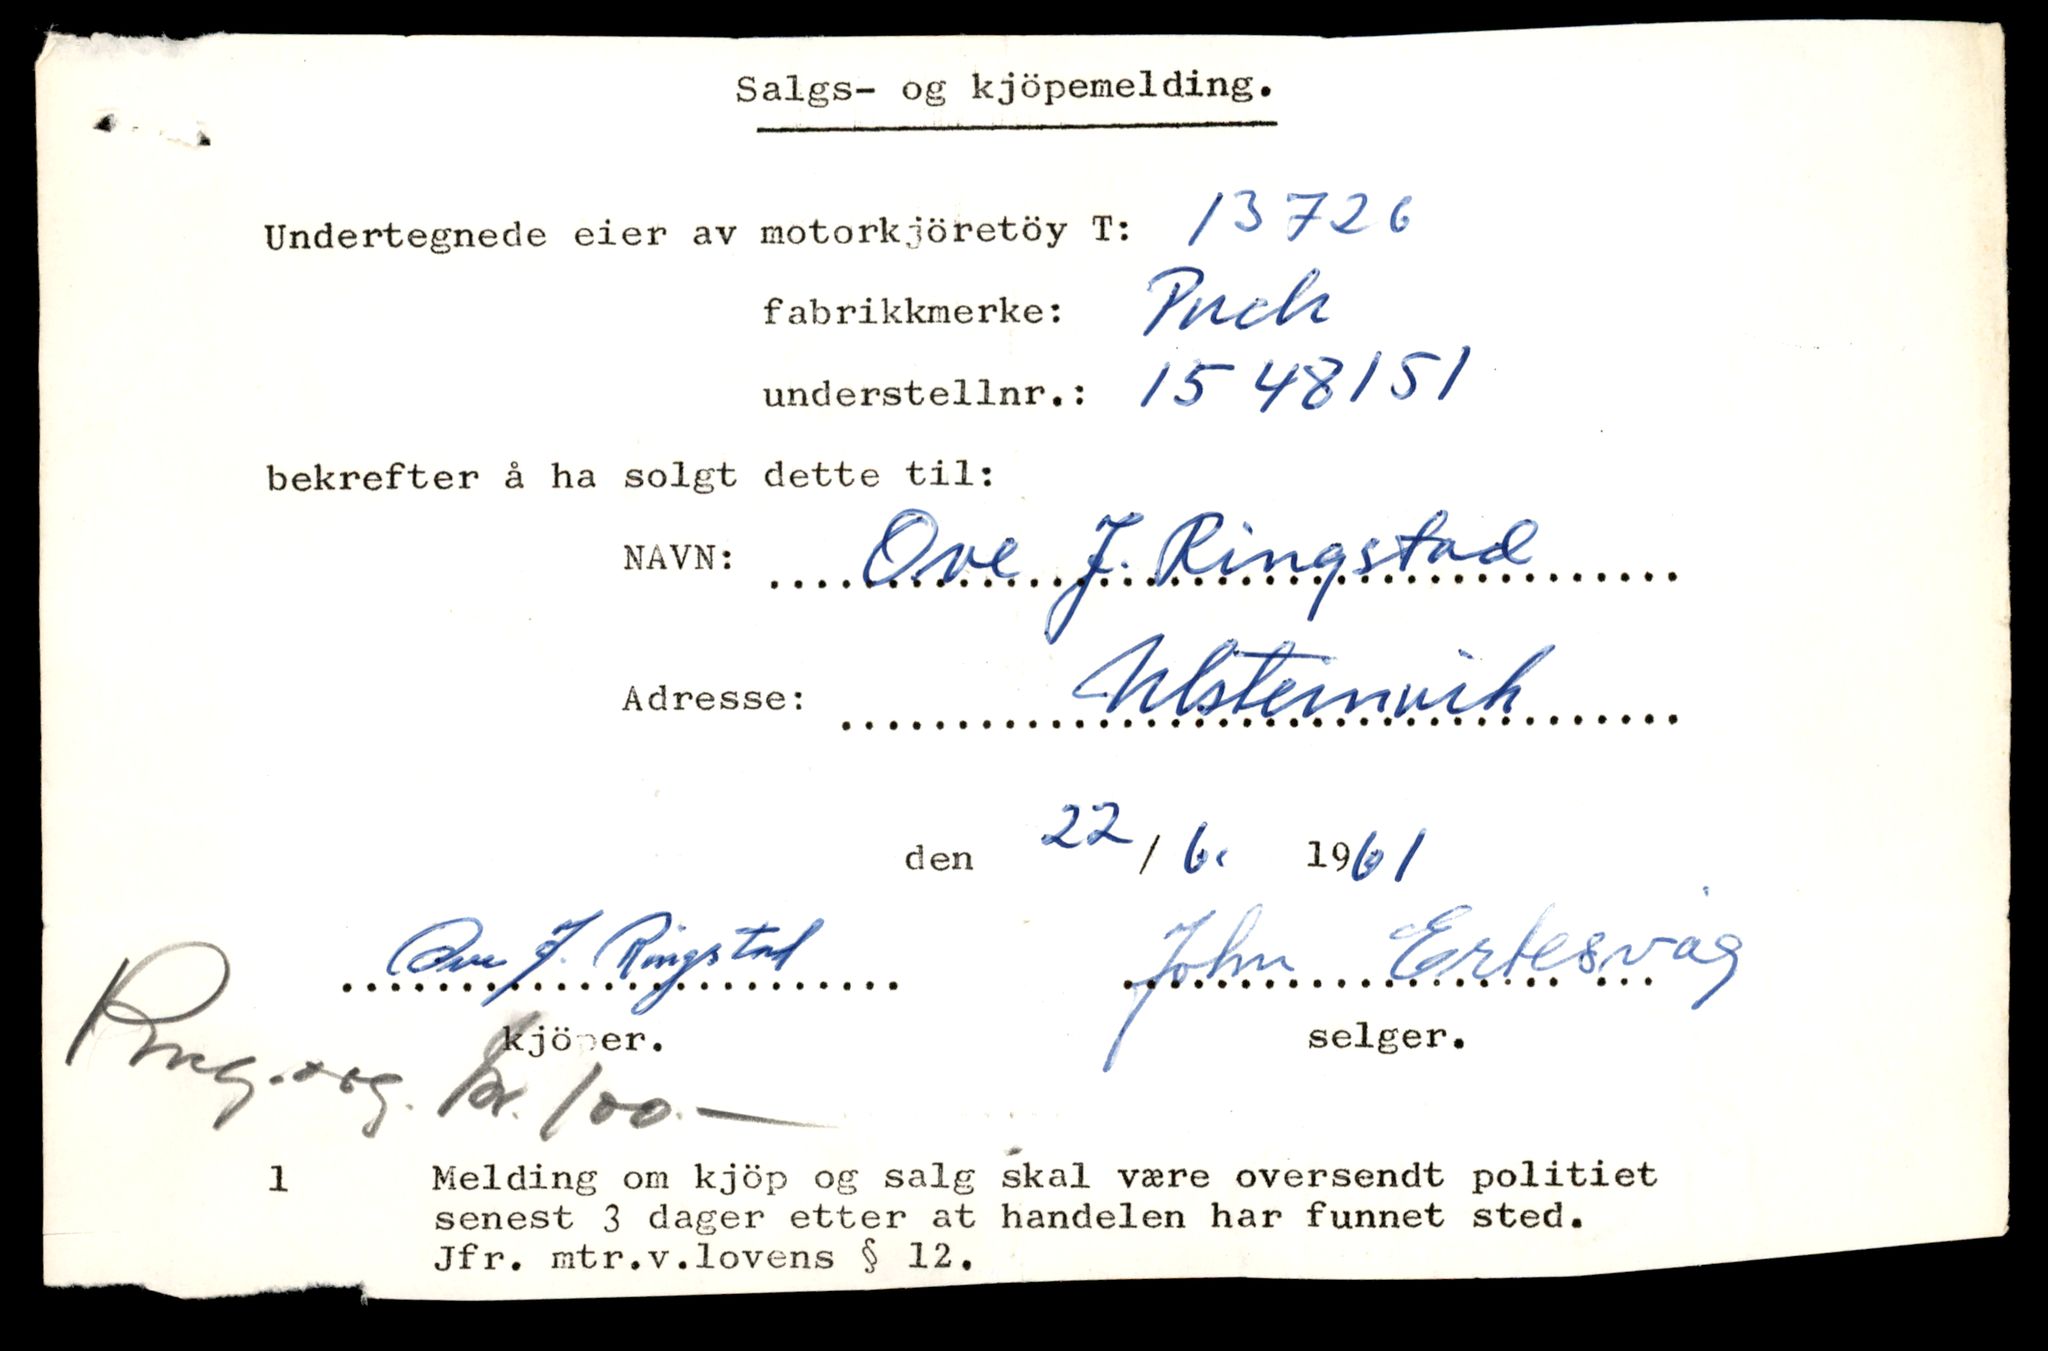 Salgs- og kjöpemelding.
Undertegnede eier av motorkjöretöy T: 13726
fabrikkmerke: Puch
understellnr.: 1548151
bekrefter å ha solgt dette til:
NAVN: Ove J. Ringstad
Adresse: Ulsteinvik
den 22/6. 1961
Ove J. Ringstad John Ertesvåg
kjöper. selger.
kr. 100.—
1 Melding om kjöp og salg skal være oversendt politiet
senest 3 dager etter at handelen har funnet sted.
Jfr. mtr.v.lovens § 12.